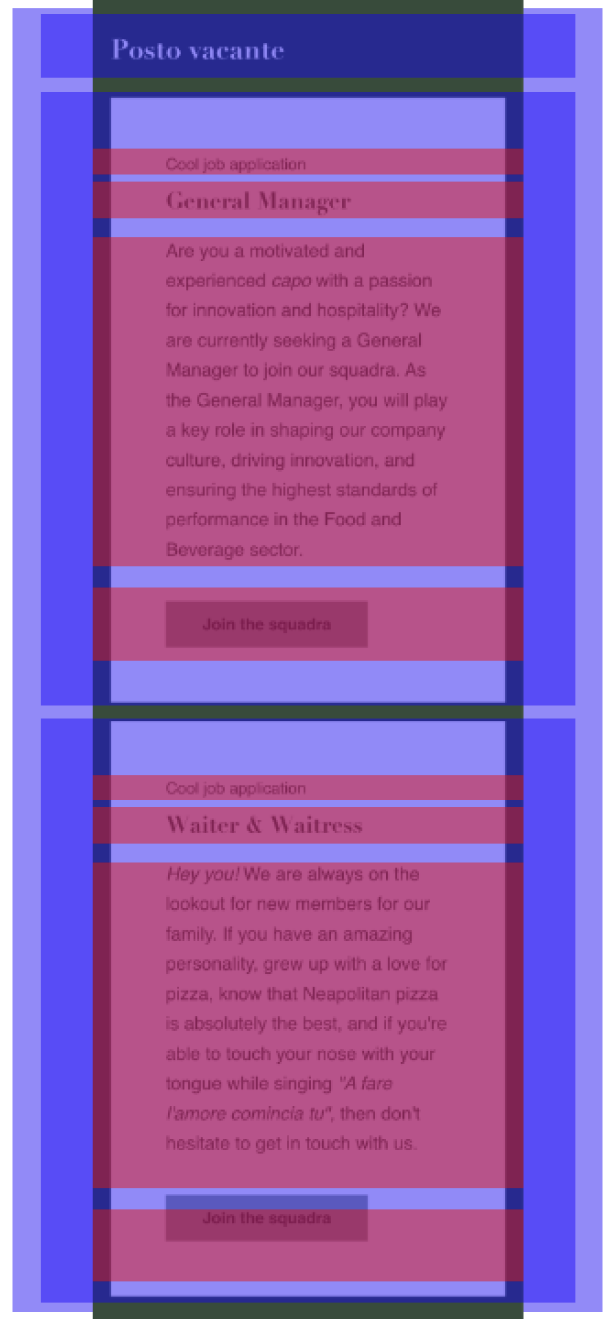 Posto vacante
Cool job application
General Manager
Are you a motivated and
experienced capo with a passion
for innovation and hospitality? We
are currently seeking a General
Manager to join our squadra. As
the General Manager, you will play
a key role in shaping our company
culture, driving innovation, and
ensuring the highest standards of
performance in the Food and
Beverage sector.
Join the squadra
Cool job application
Waiter & Waitress
Hey you! We are always on the
lookout for new members for our
family. If you have an amazing
personality, grew up with a love for
pizza, know that Neapolitan pizza
is absolutely the best, and if you're
able to touch your nose with your
tongue while singing "A fare
l'amore comincia tu", then don't
hesitate to get in touch with us.
Join the squadra